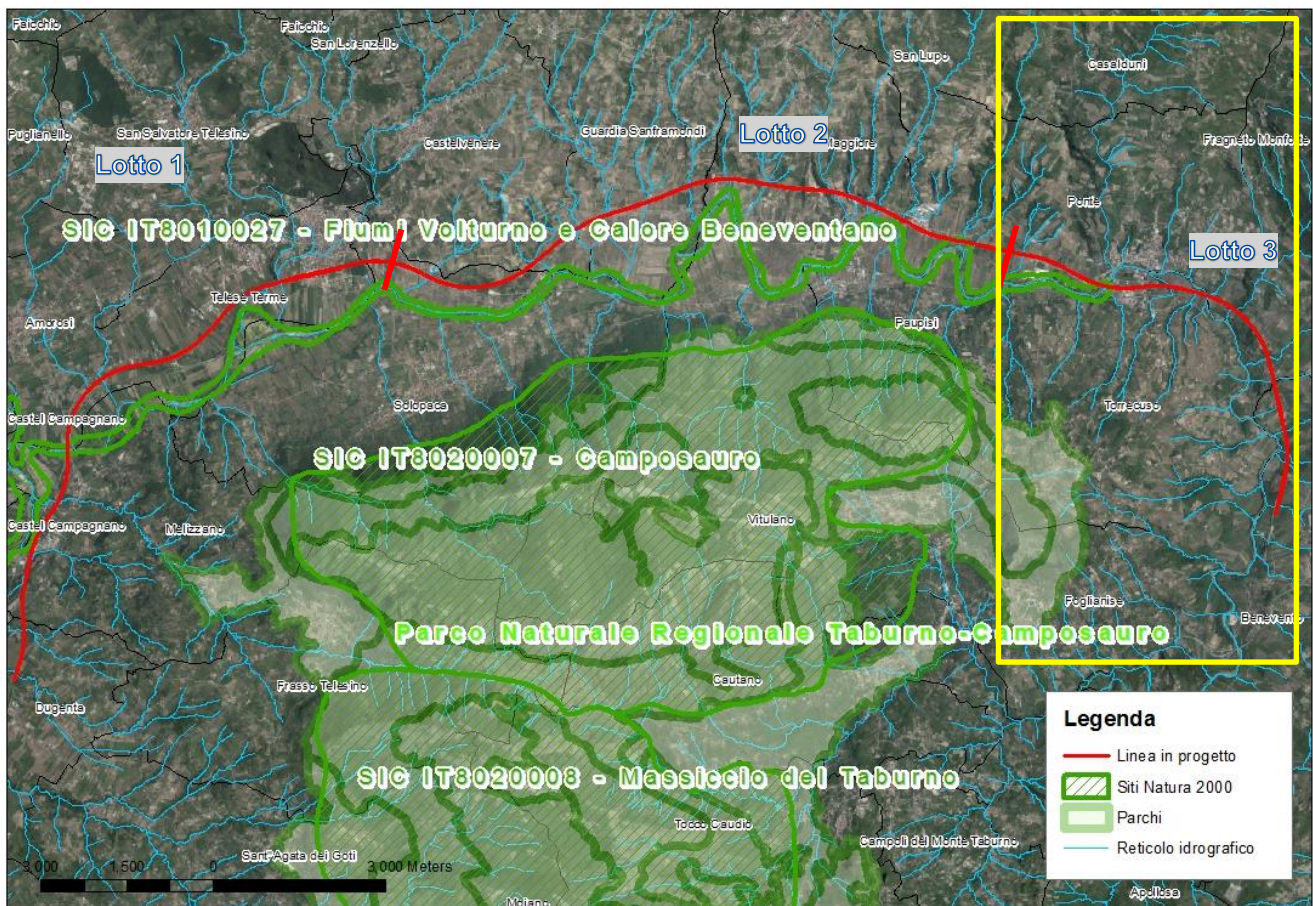 Faicchio
Faicchio
San Lorenzello
San Lupo
Casalduni
Puglianello
San Salvatore Telesino
Castelvenere
Guardia Sanframondi
Lotto 2
Maggiore
Fragneto Monforte
Lotto 1
Ponte
SIC IT8010027 - Fiumi Volturno e Calore Beneventano
Lotto 3
Telese Terme
Amorosi
Paupisi
Castel Campagnano
Solopaca
Torrecuso
SIC IT8020007 - Camposauro
Castel Campagnano
Melizzano
Vitulano
Foglianise
Benevento
Parco Naturale Regionale Taburno-Camposauro
Frasso Telesino
Cautano
Dugenta
Legenda
Linea in progetto
Siti Natura 2000
Parchi
Reticolo idrografico
SIC IT8020008 - Massiccio del Taburno
Tocco Caudio
Campoli del Monte Taburno
Sant'Agata dei Goti
3,000 1,500 0 3,000 Meters
Moiano
Apollosa